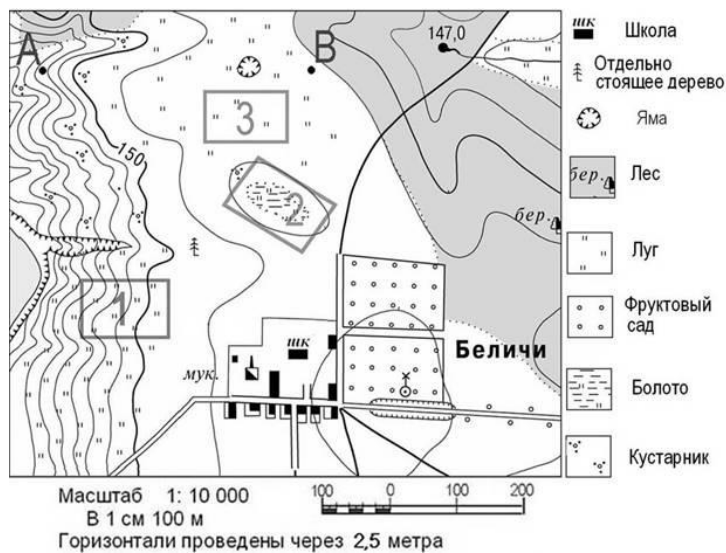 А
В
147,0
3
150
2
1
бер.
шк
мук.
Беличи
шк
Школа
Отдельно
стоящее дерево
Яма
бер.
Лес
Луг
Фруктовый
сад
Болото
Кустарник
Масштаб 1: 10 000
В 1 см 100 м
Горизонтали проведены через 2,5 метра
100 0 100 200